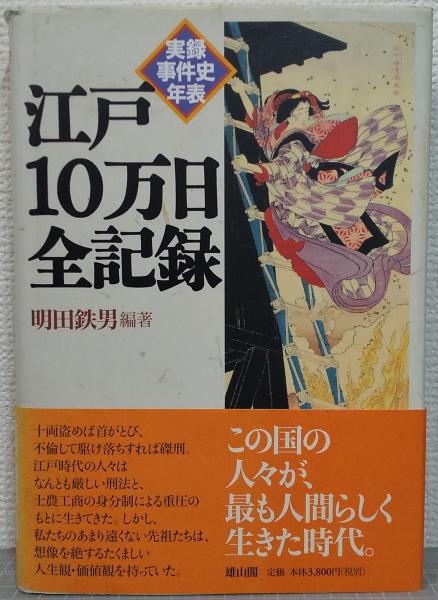 実録
事件史
年表
江戸
10万日
全記録
明田鉄男編著
十両盗めば首がとび、
不倫して駆け落ちすれば磔刑。
江戸時代の人々は
なんとも厳しい刑法と、
士農工商の身分制による重圧の
もとに生きてきた。しかし、
私たちのあまり遠くない先祖たちは、
想像を絶するたくましい
人生観・価値観を持っていた。
この国の
人々が、
最も人間らしく
生きた時代。
雄山閣 定価 本体3,800円(税別)